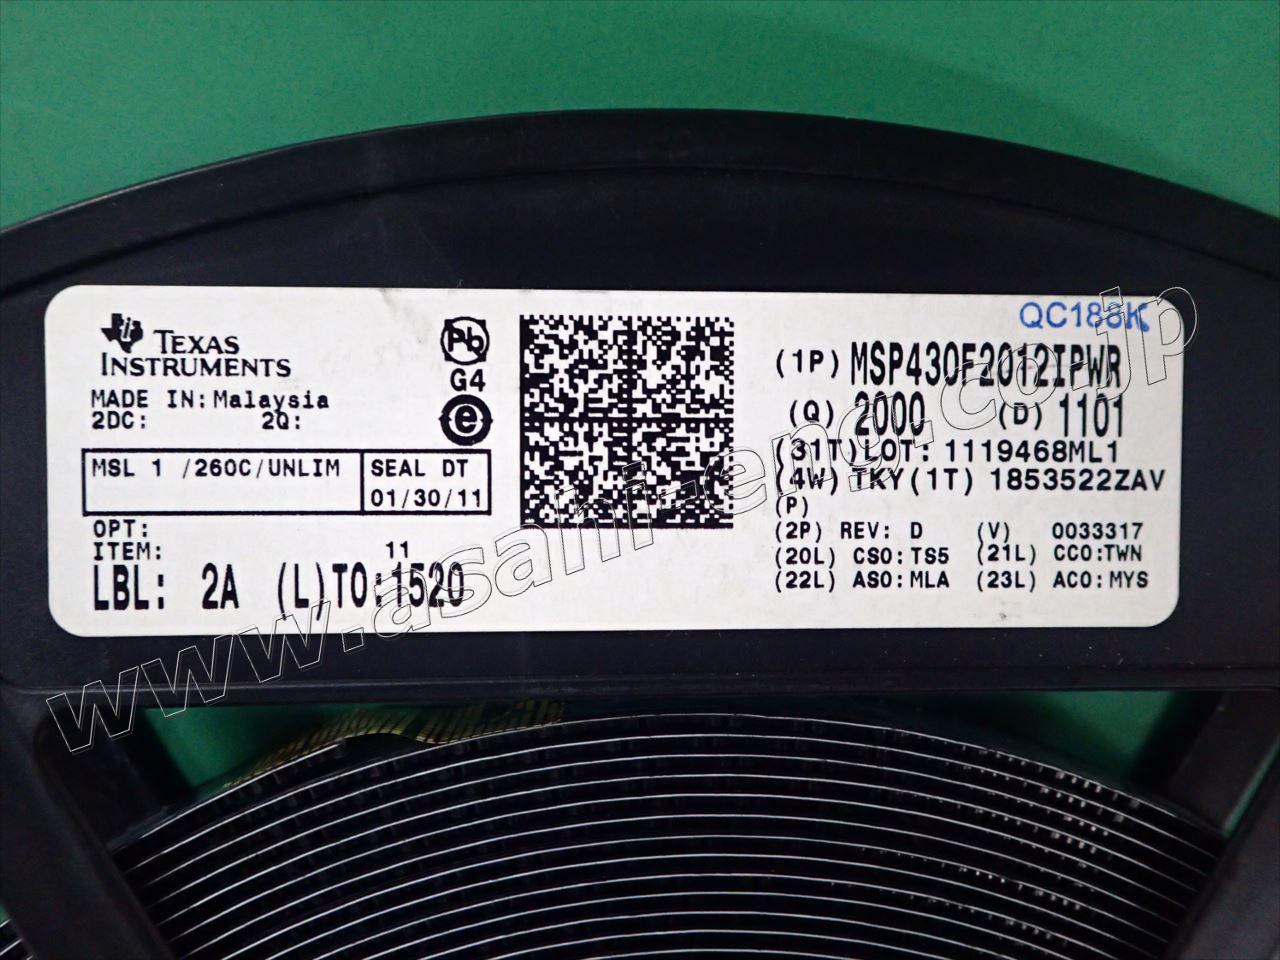 QC188K
TEXAS
INSTRUMENTS
MADE IN: Malaysia
2DC: 2Q:
MSL 1 /260C/UNLIM
SEAL DT
01/30/11
OPT:
ITEM: 11
LBL: 2A (L)TO:1520
Pb
G4
e
(1P) MSP430F2012IPWR
(Q) 2000 (D) 1101
(31T)LOT: 1119468ML1
(4W) TKY(1T) 1853522ZAV
(P)
(2P) REV: D (V) 0033317
(20L) CSO:TS5 (21L) CCO:TWN
(22L) ASO:MLA (23L) ACO:MYS
www.asahi-eng.co.jp